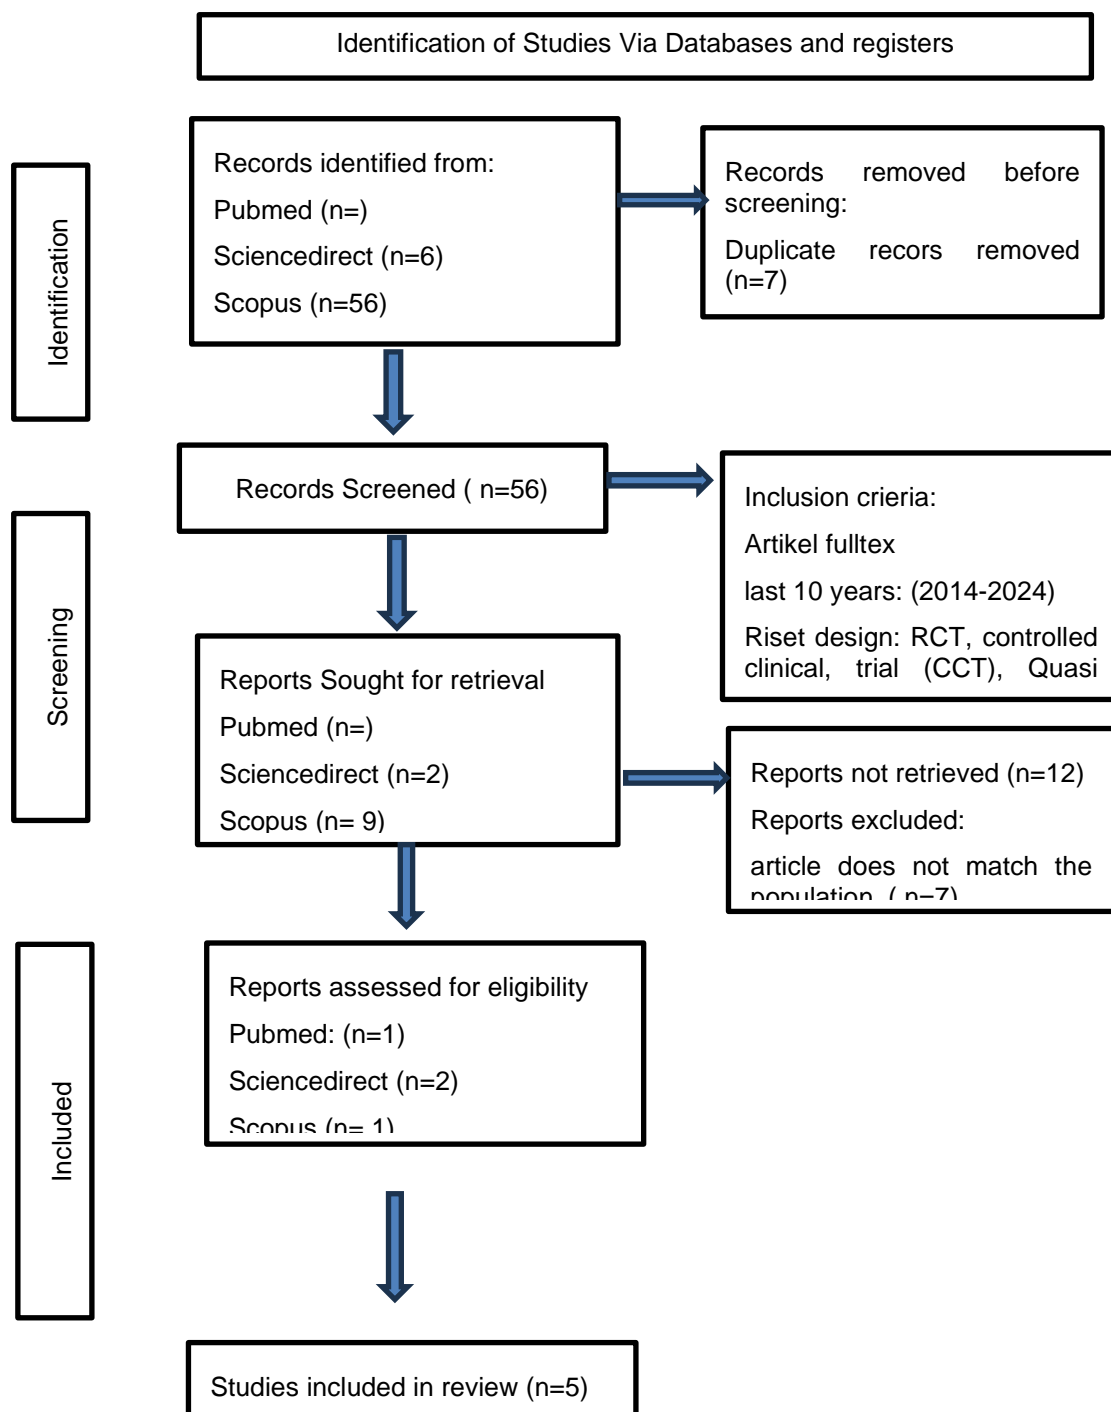 Identification of Studies Via Databases and registers
Identification
Records identified from:
Pubmed (n=)
Sciencedirect (n=6)
Scopus (n=56)
Records removed before
screening:
Duplicate recors removed
(n=7)
Screening
Records Screened ( n=56)
Inclusion crieria:
Artikel fulltex
last 10 years: (2014-2024)
Riset design: RCT, controlled
clinical, trial (CCT), Quasi
Reports Sought for retrieval
Pubmed (n=)
Sciencedirect (n=2)
Scopus (n= 9)
Reports not retrieved (n=12)
Reports excluded:
article does not match the
population ( n=7)
Included
Reports assessed for eligibility
Pubmed: (n=1)
Sciencedirect (n=2)
Scopus (n= 1)
Studies included in review (n=5)